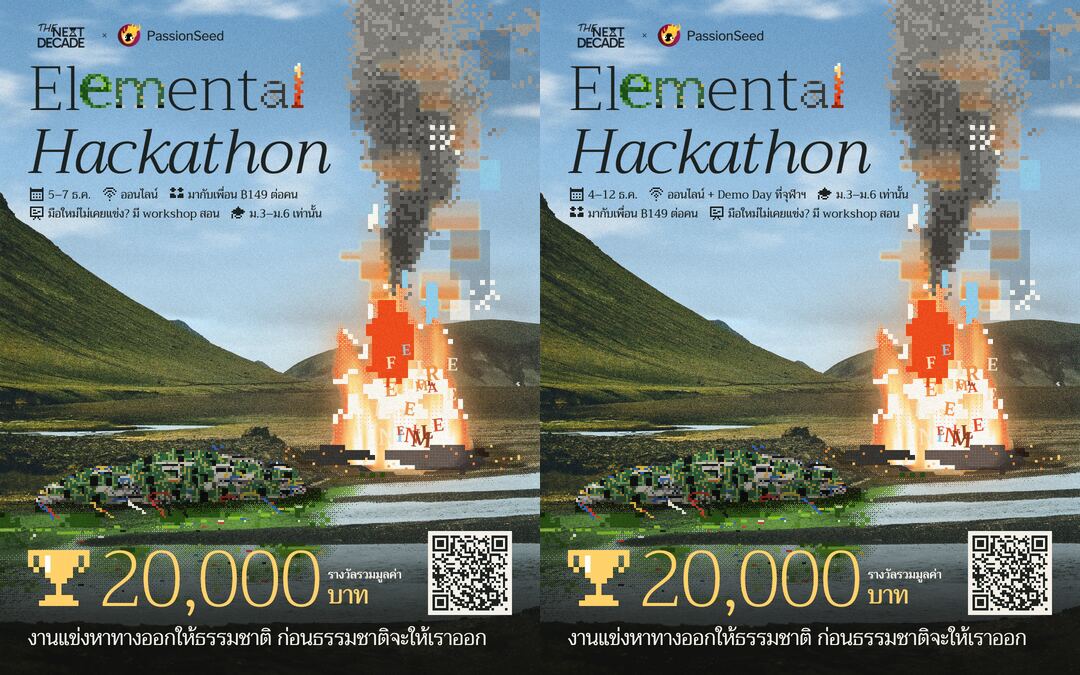 THE NEXT DECADE × PassionSeed
Elemental
Hackathon
5–7 ธ.ค. ออนไลน์ มากับเพื่อน B149 ต่อคน
มือใหม่ไม่เคยแข่ง? มี workshop สอน ม.3–ม.6 เท่านั้น
20,000 รางวัลรวมมูลค่า บาท
งานแข่งหาทางออกให้ธรรมชาติ ก่อนธรรมชาติจะให้เราออก
THE NEXT DECADE × PassionSeed
Elemental
Hackathon
4–12 ธ.ค. ออนไลน์ + Demo Day ที่จุฬาฯ ม.3–ม.6 เท่านั้น
มากับเพื่อน B149 ต่อคน มือใหม่ไม่เคยแข่ง? มี workshop สอน
20,000 รางวัลรวมมูลค่า บาท
งานแข่งหาทางออกให้ธรรมชาติ ก่อนธรรมชาติจะให้เราออก